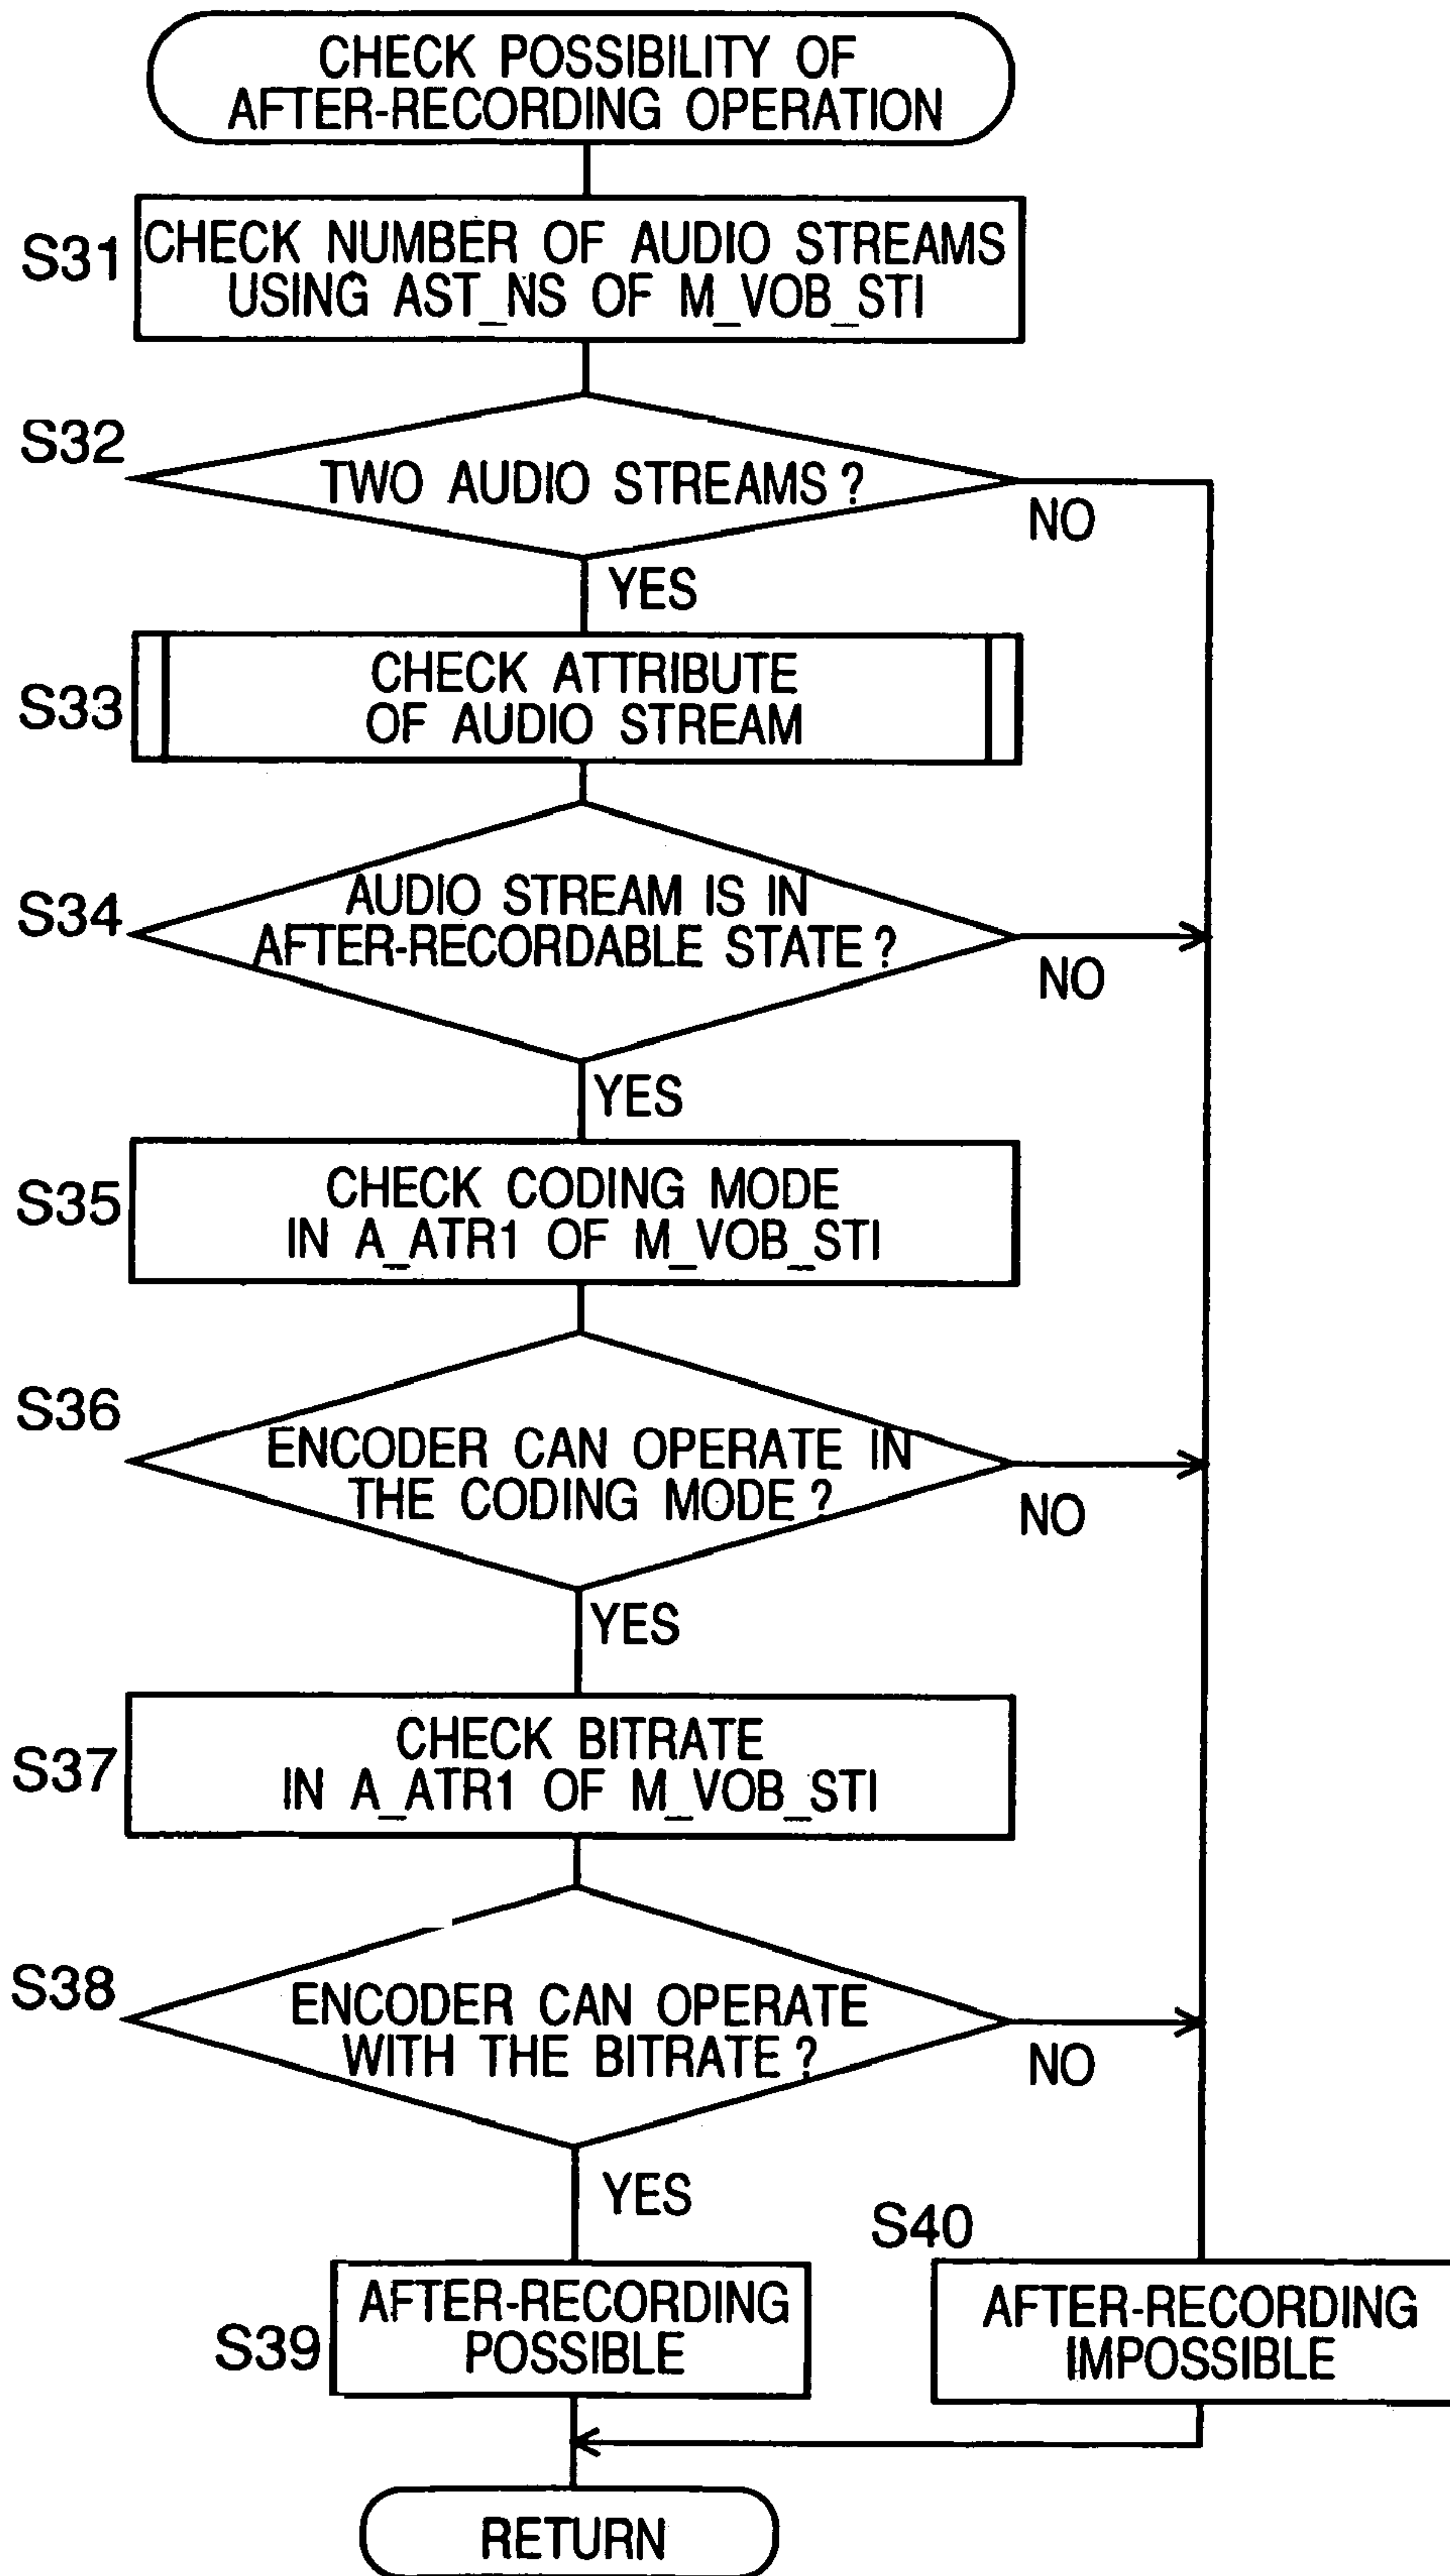 CHECK POSSIBILITY OF
AFTER-RECORDING OPERATION
S31
CHECK NUMBER OF AUDIO STREAMS
USING AST_NS OF M_VOB_STI
S32
TWO AUDIO STREAMS ?
NO
YES
S33
CHECK ATTRIBUTE
OF AUDIO STREAM
S34
AUDIO STREAM IS IN
AFTER-RECORDABLE STATE ?
NO
YES
S35
CHECK CODING MODE
IN A_ATR1 OF M_VOB_STI
S36
ENCODER CAN OPERATE IN
THE CODING MODE ?
NO
YES
S37
CHECK BITRATE
IN A_ATR1 OF M_VOB_STI
S38
ENCODER CAN OPERATE
WITH THE BITRATE ?
NO
YES
S39
AFTER-RECORDING
POSSIBLE
S40
AFTER-RECORDING
IMPOSSIBLE
RETURN